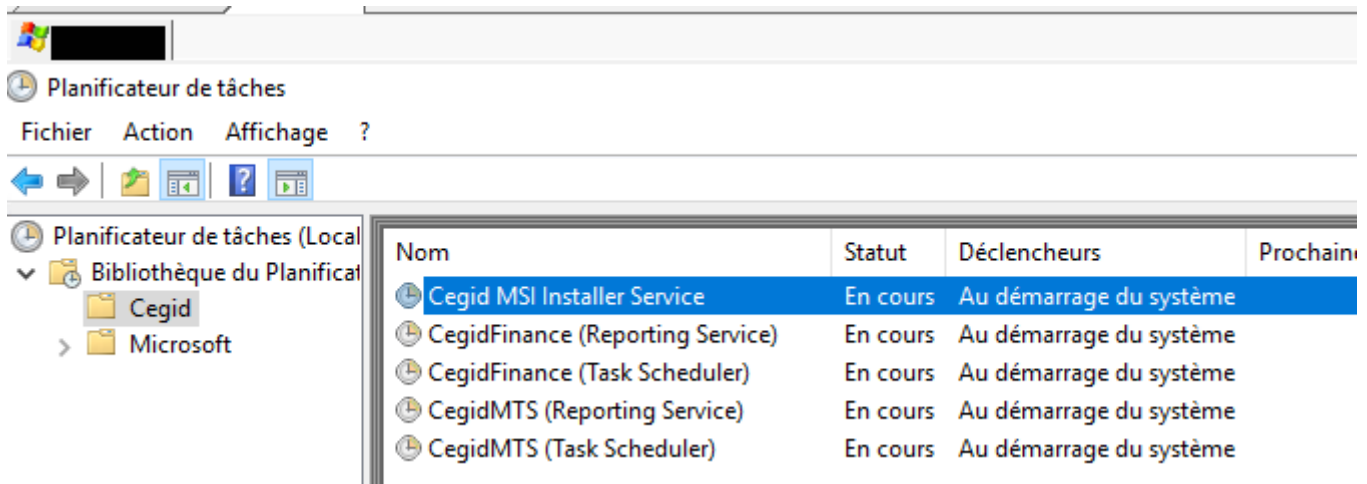 Planificateur de tâches
Fichier Action Affichage ?
Planificateur de tâches (Local
Bibliothèque du Planificat
Cegid
Microsoft
Nom Statut Déclencheurs Prochaine
Cegid MSI Installer Service En cours Au démarrage du système
CegidFinance (Reporting Service) En cours Au démarrage du système
CegidFinance (Task Scheduler) En cours Au démarrage du système
CegidMTS (Reporting Service) En cours Au démarrage du système
CegidMTS (Task Scheduler) En cours Au démarrage du système